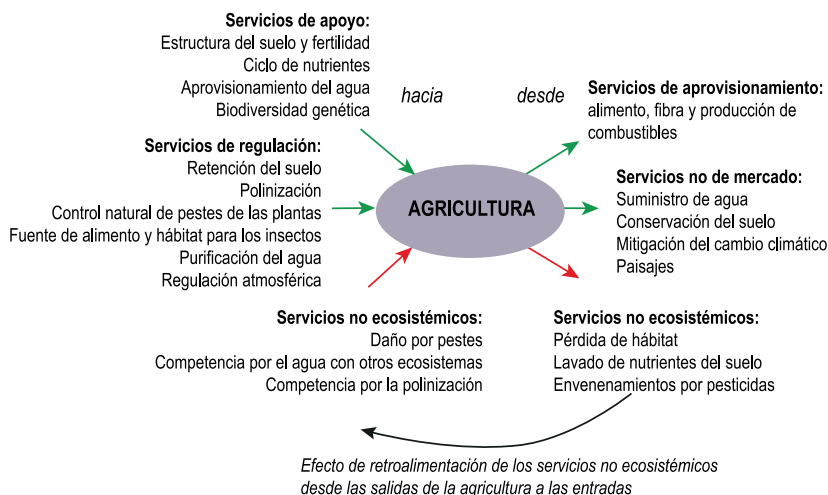 Servicios de apoyo:
Estructura del suelo y fertilidad
Ciclo de nutrientes
Aprovisionamiento del agua
Biodiversidad genética
hacia
desde
Servicios de aprovisionamiento:
alimento, fibra y producción de
combustibles
Servicios de regulación:
Retención del suelo
Polinización
Control natural de pestes de las plantas
Fuente de alimento y hábitat para los insectos
Purificación del agua
Regulación atmosférica
AGRICULTURA
Servicios no de mercado:
Suministro de agua
Conservación del suelo
Mitigación del cambio climático
Paisajes
Servicios no ecosistémicos:
Daño por pestes
Competencia por el agua con otros ecosistemas
Competencia por la polinización
Servicios no ecosistémicos:
Pérdida de hábitat
Lavado de nutrientes del suelo
Envenenamientos por pesticidas
Efecto de retroalimentación de los servicios no ecosistémicos
desde las salidas de la agricultura a las entradas